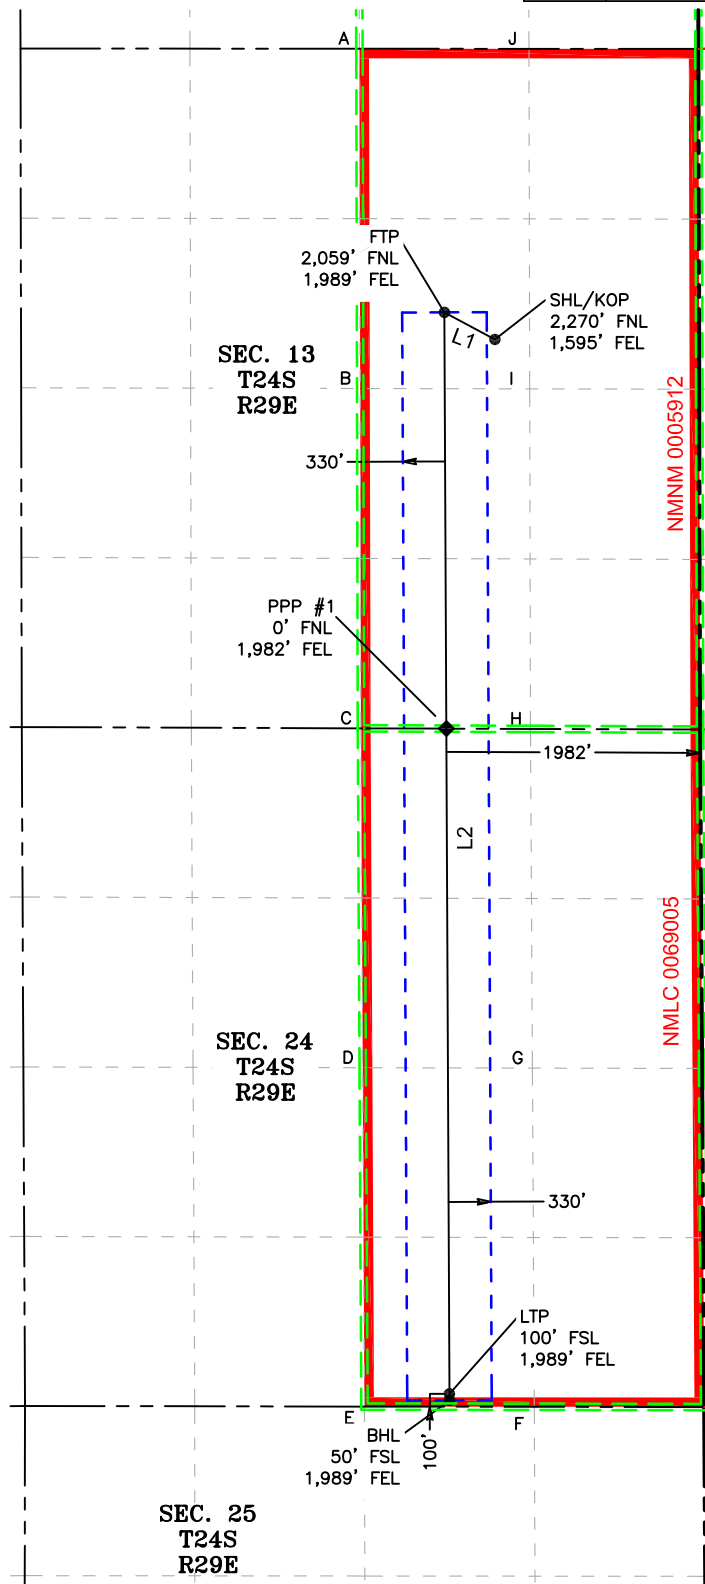 A
J
FTP
2,059' FNL
1,989' FEL
SHL/KOP
2,270' FNL
1,595' FEL
L1
SEC. 13
T24S
R29E
B
I
NMNM 0005912
330'
PPP #1
0' FNL
1,982' FEL
C
H
1982'
L2
NMLC 0069005
SEC. 24
T24S
R29E
D
G
330'
LTP
100' FSL
1,989' FEL
E
F
BHL
50' FSL
1,989' FEL
100'
SEC. 25
T24S
R29E